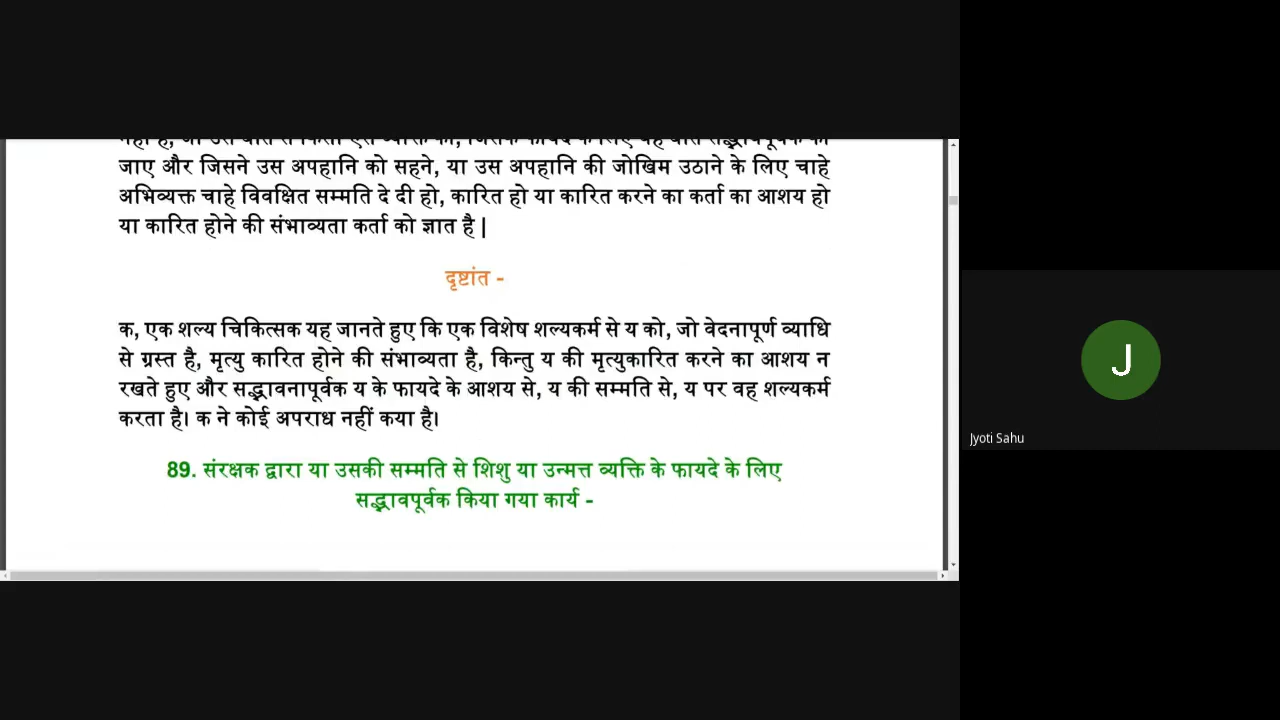 जाए और जिसने उस अपहानि को सहने, या उस अपहानि की जोखिम उठाने के लिए चाहे
अभिव्यक्त चाहे विवक्षित सम्मति दे दी हो, कारित हो या कारित करने का कर्ता का आशय हो
या कारित होने की संभाव्यता कर्ता को ज्ञात है |
दृष्टांत -
क, एक शल्य चिकित्सक यह जानते हुए कि एक विशेष शल्यकर्म से य को, जो वेदनापूर्ण व्याधि
से ग्रस्त है, मृत्यु कारित होने की संभाव्यता है, किन्तु य की मृत्युकारित करने का आशय न
रखते हुए और सद्भावनापूर्वक य के फायदे के आशय से, य की सम्मति से, य पर वह शल्यकर्म
करता है। क ने कोई अपराध नहीं कया है।
89. संरक्षक द्वारा या उसकी सम्मति से शिशु या उन्मत्त व्यक्ति के फायदे के लिए
सद्भावपूर्वक किया गया कार्य -
J
Jyoti Sahu